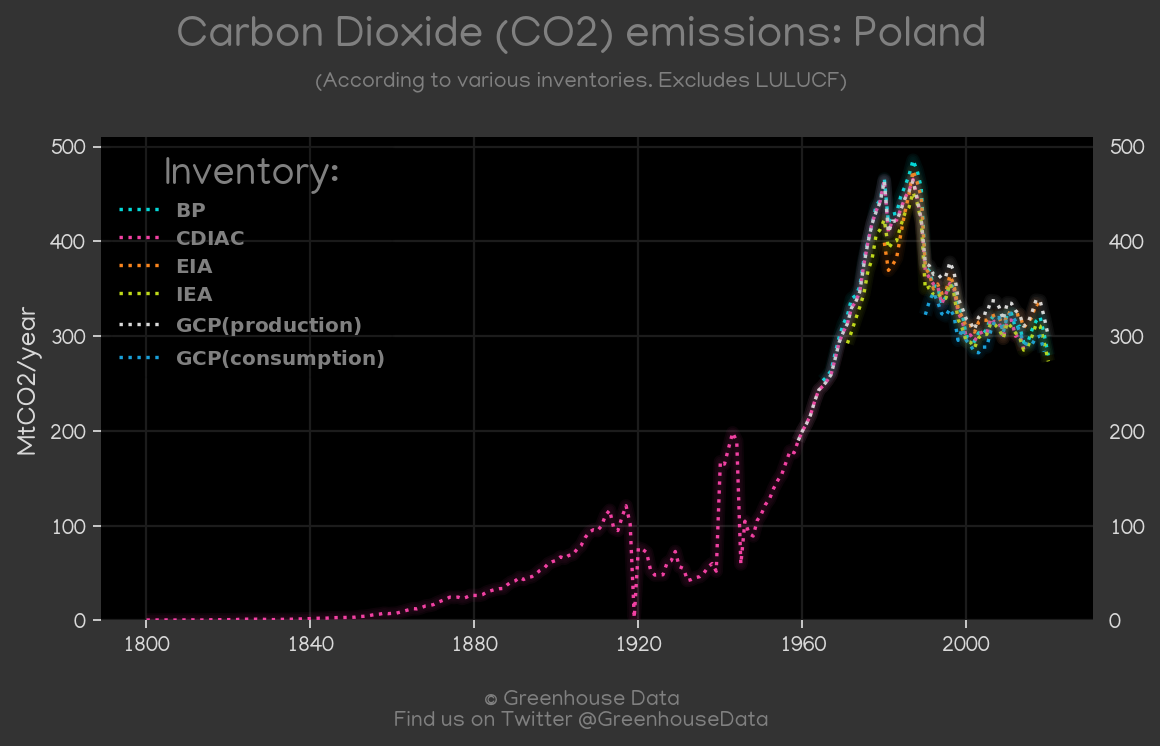 Carbon Dioxide (CO2) emissions: Poland
(According to various inventories. Excludes LULUCF)
MtCO2/year
500
400
300
200
100
0
Inventory:
BP
CDIAC
EIA
IEA
GCP(production)
GCP(consumption)
500
400
300
200
100
0
1800
1840
1880
1920
1960
2000
© Greenhouse Data
Find us on Twitter @GreenhouseData